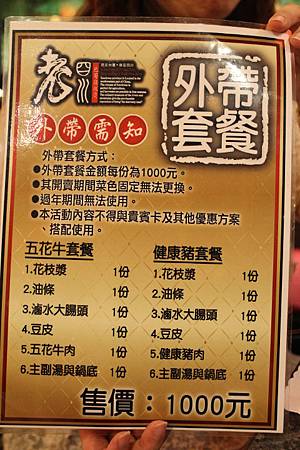 老
四川
外帶
套餐
外帶需知
外帶套餐方式：
●外帶套餐金額每份為1000元。
●其開賣期間菜色固定無法更換。
●過年期間無法使用。
●本活動內容不得與貴賓卡及其他優惠方案
、搭配使用。
五花牛套餐
1.花枝漿 1份
2.油條 1份
3.滷水大腸頭 1份
4.豆皮 1份
5.五花牛肉 1份
6.主副湯與鍋底 1份
健康豬套餐
1.花枝漿 1份
2.油條 1份
3.滷水大腸頭 1份
4.豆皮 1份
5.健康豬肉 1份
6.主副湯與鍋底 1份
售價：1000元